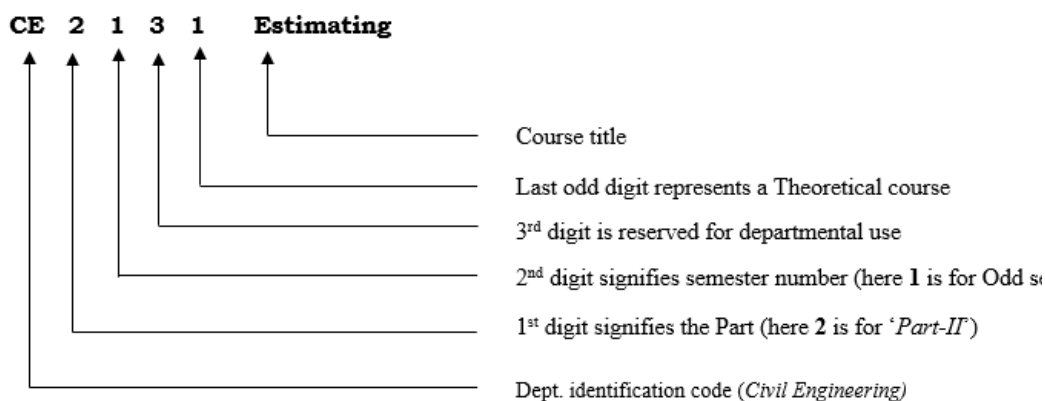 CE 2 1 3 1 Estimating
Course title
Last odd digit represents a Theoretical course
3rd digit is reserved for departmental use
2nd digit signifies semester number (here 1 is for Odd se
1st digit signifies the Part (here 2 is for ‘Part-II’)
Dept. identification code (Civil Engineering)